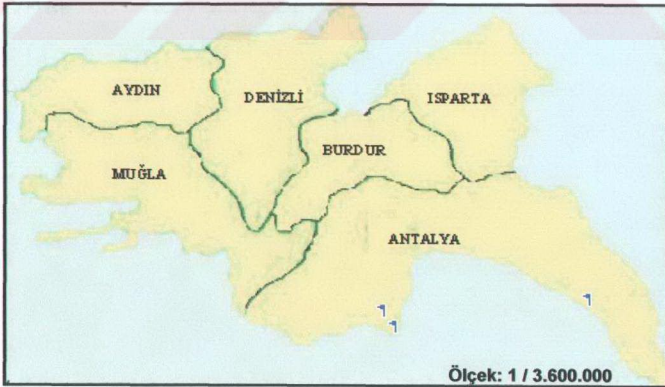 AYDIN
DENİZLİ
ISPARTA
BURDUR
MUĞLA
ANTALYA
Ölçek: 1 / 3.600.000